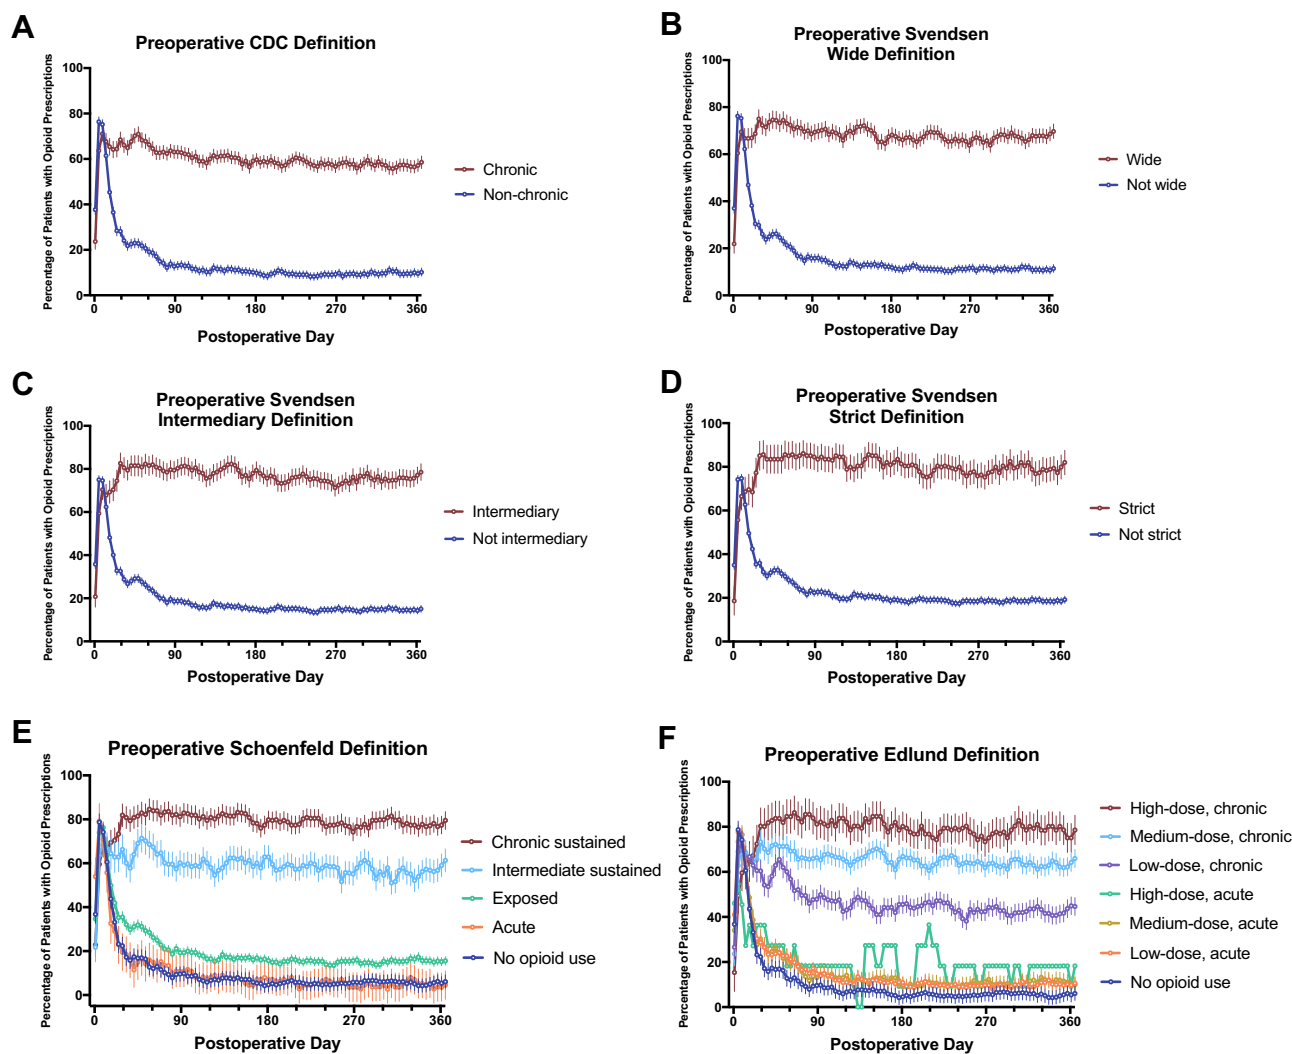 A
Preoperative CDC Definition
Percentage of Patients with Opioid Prescriptions
100
80
60
40
20
0
0 90 180 270 360
Postoperative Day
Chronic
Non-chronic
B
Preoperative Svendsen
Wide Definition
Percentage of Patients with Opioid Prescriptions
100
80
60
40
20
0
0 90 180 270 360
Postoperative Day
Wide
Not wide
C
Preoperative Svendsen
Intermediary Definition
Percentage of Patients with Opioid Prescriptions
100
80
60
40
20
0
0 90 180 270 360
Postoperative Day
Intermediary
Not intermediary
D
Preoperative Svendsen
Strict Definition
Percentage of Patients with Opioid Prescriptions
100
80
60
40
20
0
0 90 180 270 360
Postoperative Day
Strict
Not strict
E
Preoperative Schoenfeld Definition
Percentage of Patients with Opioid Prescriptions
100
80
60
40
20
0
0 90 180 270 360
Postoperative Day
Chronic sustained
Intermediate sustained
Exposed
Acute
No opioid use
F
Preoperative Edlund Definition
Percentage of Patients with Opioid Prescriptions
100
80
60
40
20
0
0 90 180 270 360
Postoperative Day
High-dose, chronic
Medium-dose, chronic
Low-dose, chronic
High-dose, acute
Medium-dose, acute
Low-dose, acute
No opioid use